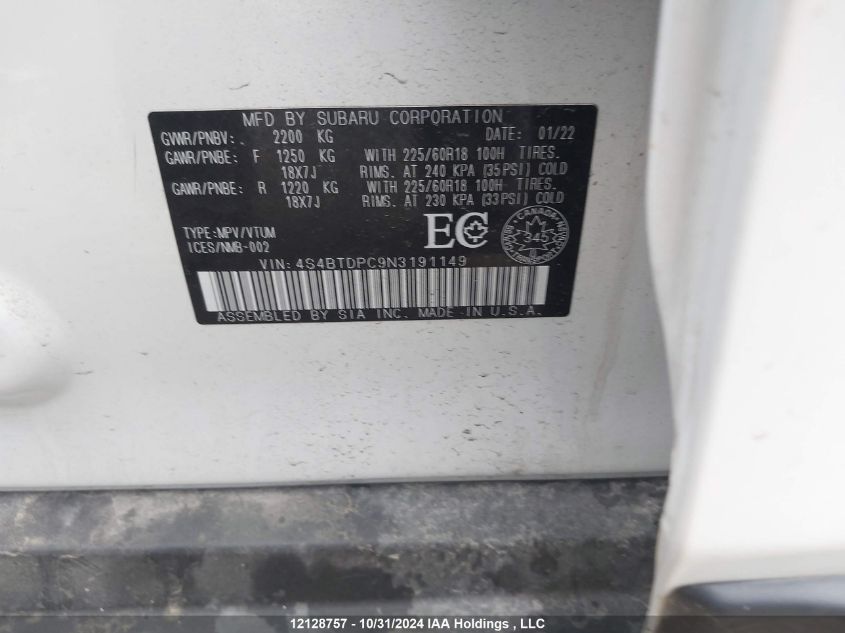 MFD BY SUBARU CORPORATION
GVWR/PNBV: 2200 KG DATE: 01/22
GAWR/PNBE: F 1250 KG WITH 225/60R18 100H TIRES.
18X7J RIMS. AT 240 KPA (35PSI) COLD
GAWR/PNBE: R 1220 KG WITH 225/60R18 100H TIRES.
18X7J RIMS. AT 230 KPA (33PSI) COLD
TYPE:MPV/VTUM
ICES/NMB-002
EC
CANADA
345
TRANSPORT
VIN:4S4BTDPC9N3191149
ASSEMBLED BY SIA INC. MADE IN U.S.A.
12128757 - 10/31/2024 IAA Holdings , LLC